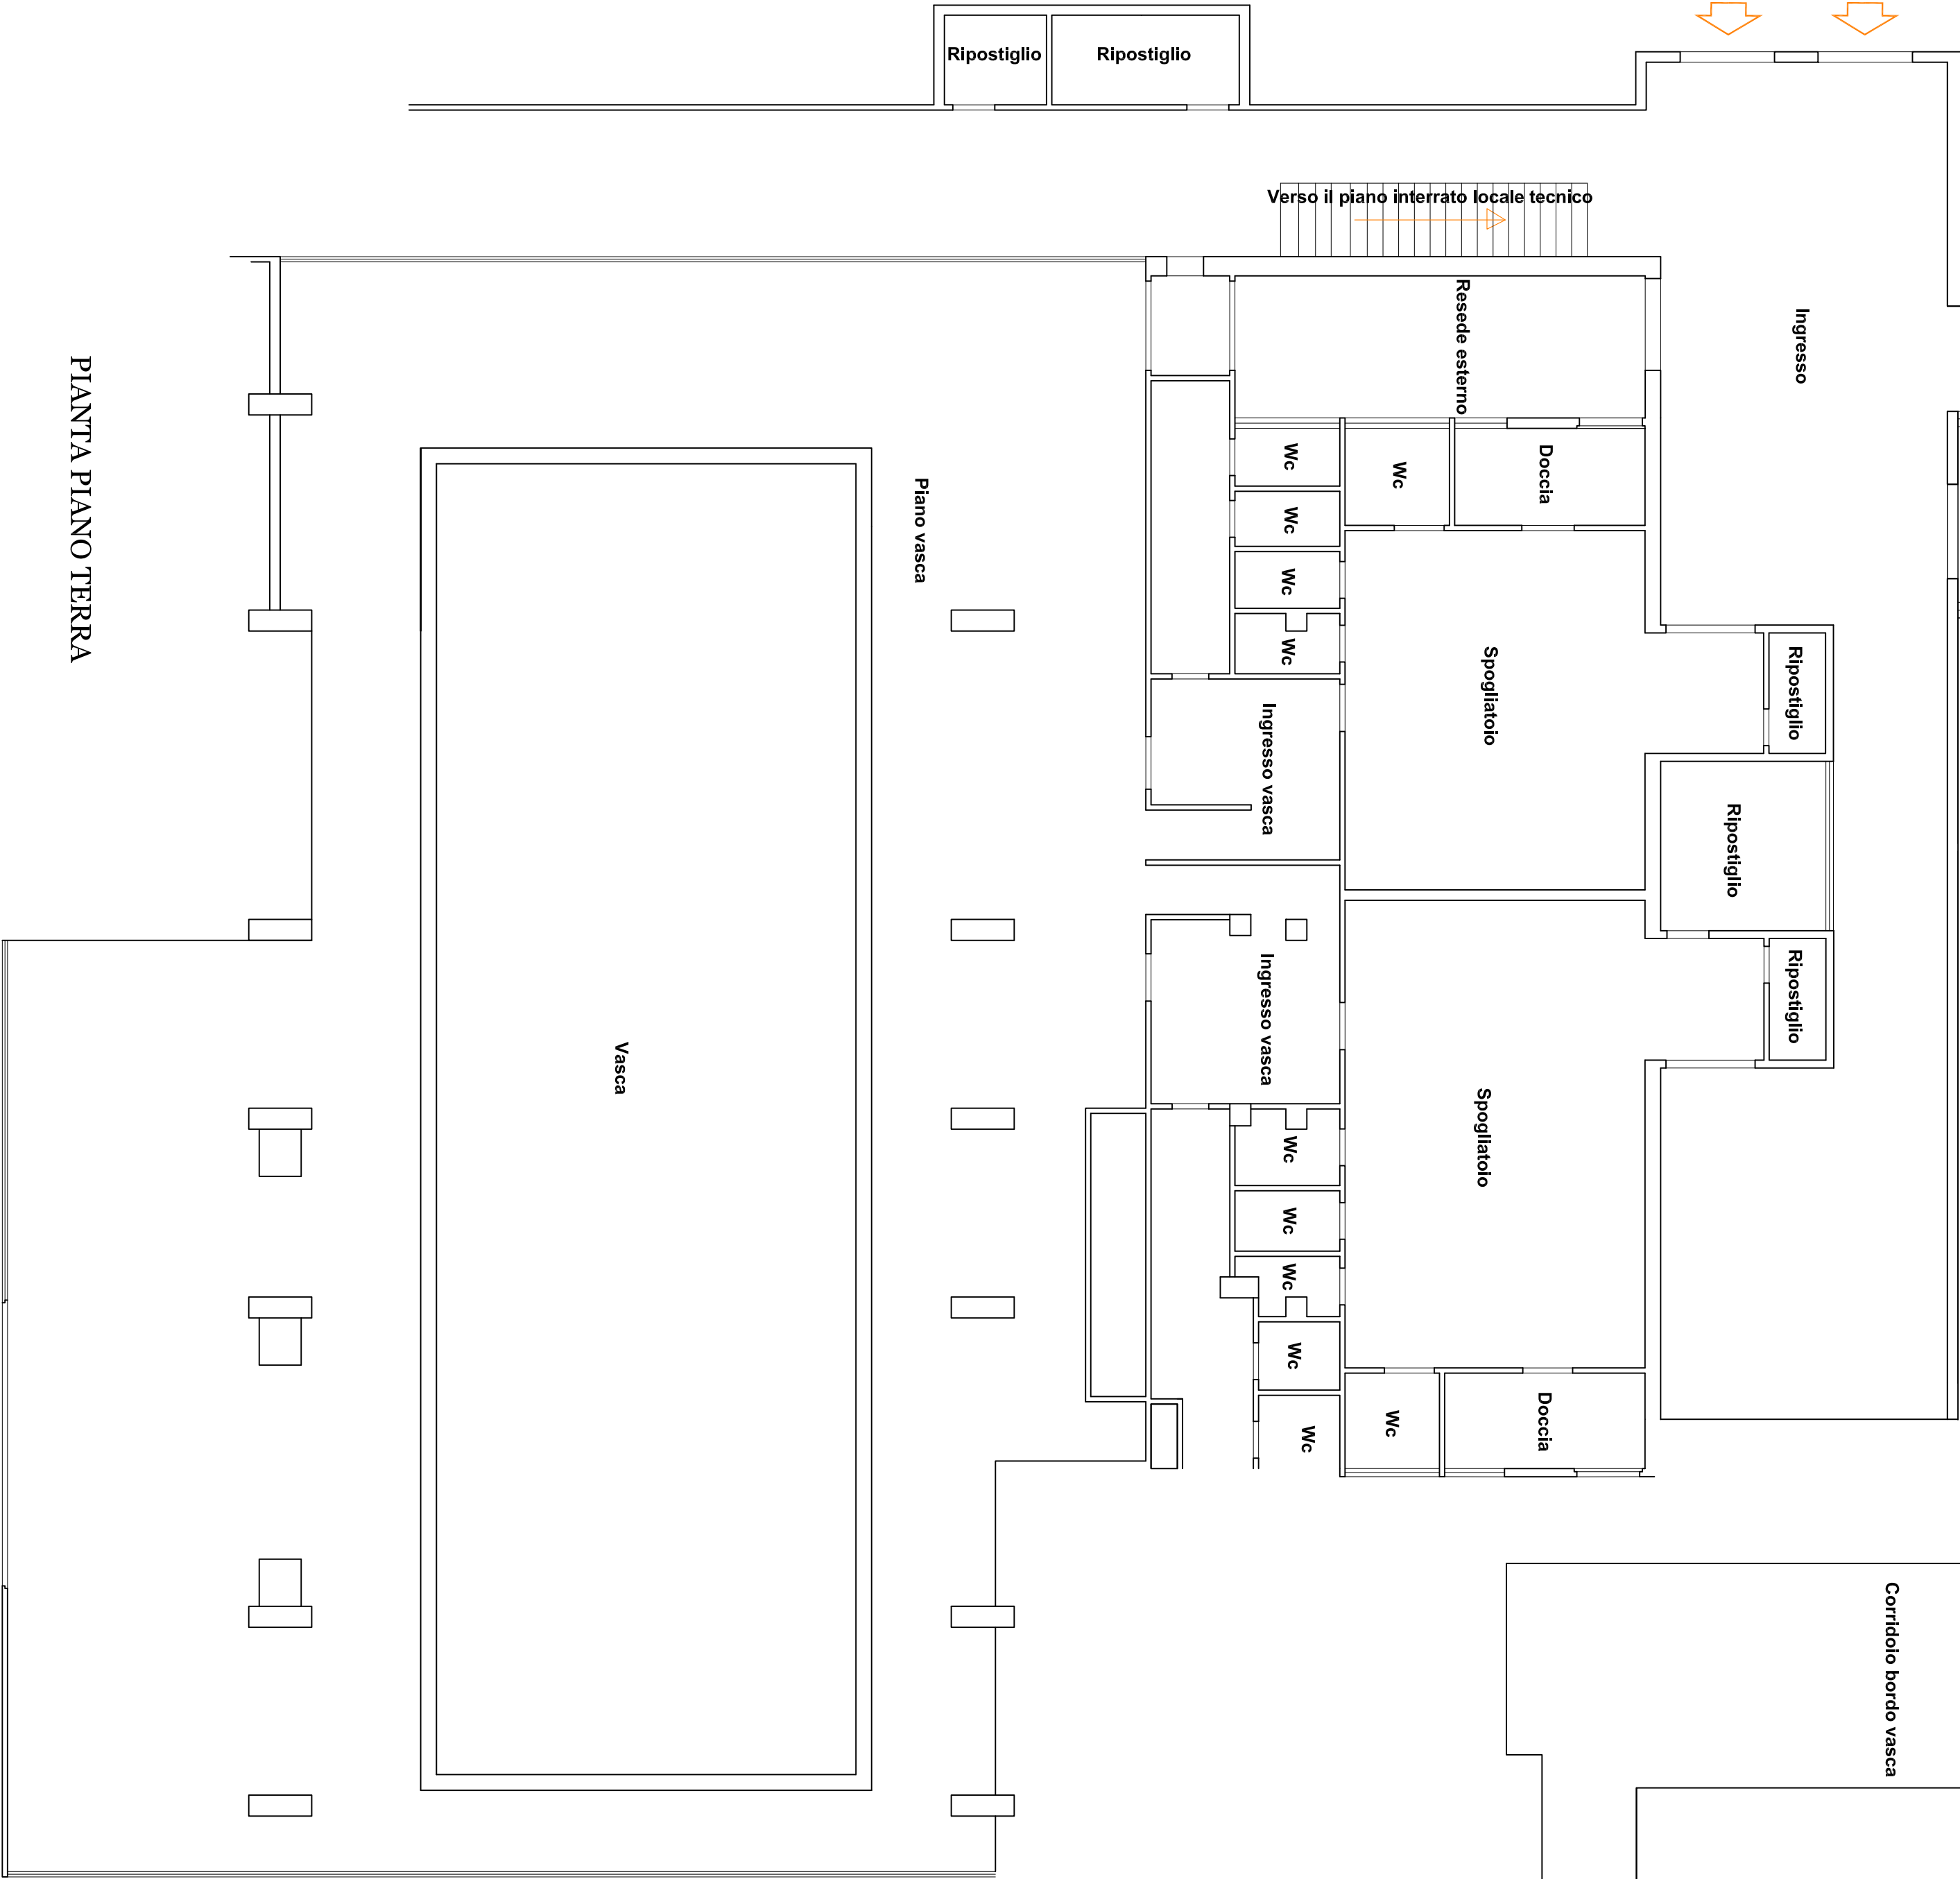 Ripostiglio
Ripostiglio
Verso il piano interrato locale tecnico
Resede esterno
Ingresso
PIANTA PIANO TERRA
Piano vasca
Wc
Wc
Doccia
Wc
Wc
Wc
Spogliatoio
Ripostiglio
Ingresso vasca
Ripostiglio
Ingresso vasca
Ripostiglio
Vasca
Spogliatoio
Wc
Wc
Wc
Wc
Wc
Wc
Doccia
Corridoio bordo vasca